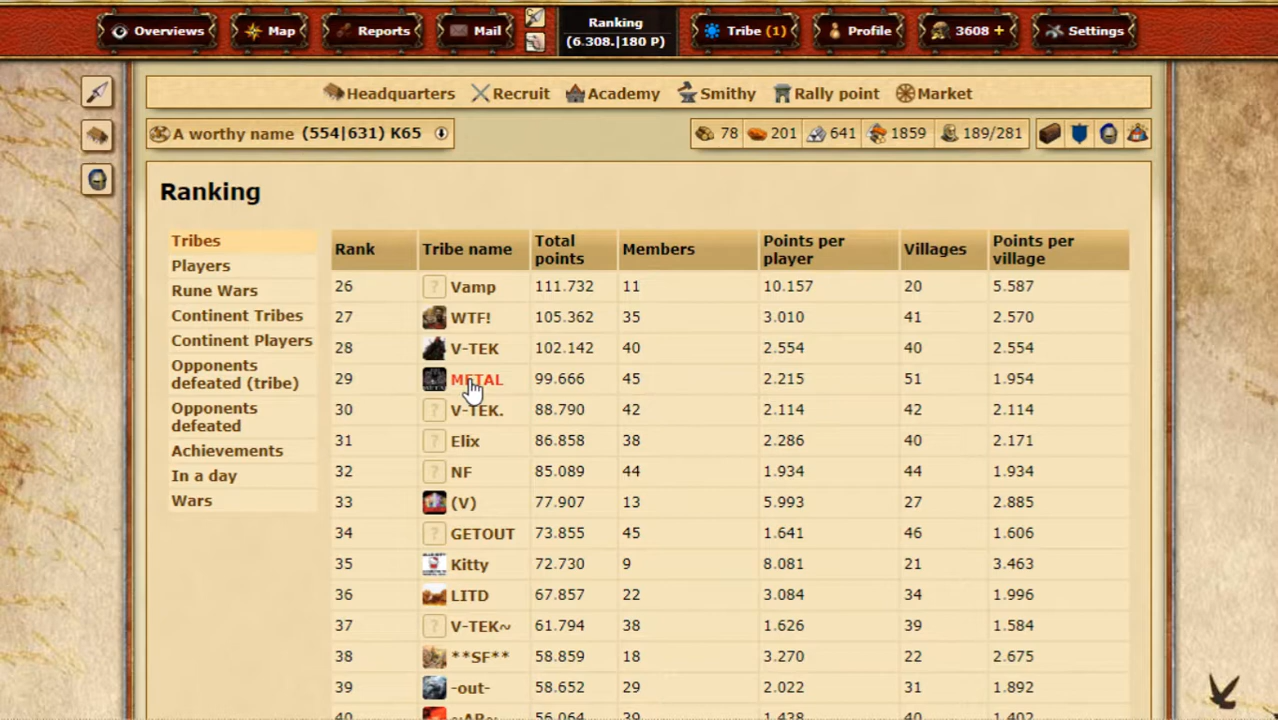 Overviews Map Reports Mail Ranking Tribe (1) Profile 3608 + Settings
(6.308.|180 P)
Headquarters Recruit Academy Smithy Rally point Market
A worthy name (554|631) K65 78 201 641 1859 189/281
Ranking
Tribes
Players
Rune Wars
Continent Tribes
Continent Players
Opponents
defeated (tribe)
Opponents
defeated
Achievements
In a day
Wars
Rank Tribe name Total points Members Points per player Villages Points per village
26 ? Vamp 111.732 11 10.157 20 5.587
27 WTF! 105.362 35 3.010 41 2.570
28 V-TEK 102.142 40 2.554 40 2.554
29 METAL 99.666 45 2.215 51 1.954
30 ? V-TEK. 88.790 42 2.114 42 2.114
31 ? Elix 86.858 38 2.286 40 2.171
32 ? NF 85.089 44 1.934 44 1.934
33 (V) 77.907 13 5.993 27 2.885
34 ? GETOUT 73.855 45 1.641 46 1.606
35 Kitty 72.730 9 8.081 21 3.463
36 LITD 67.857 22 3.084 34 1.996
37 ? V-TEK~ 61.794 38 1.626 39 1.584
38 **SF** 58.859 18 3.270 22 2.675
39 -out- 58.652 29 2.022 31 1.892
40 ~AR~ 56.064 39 1.438 40 1.402